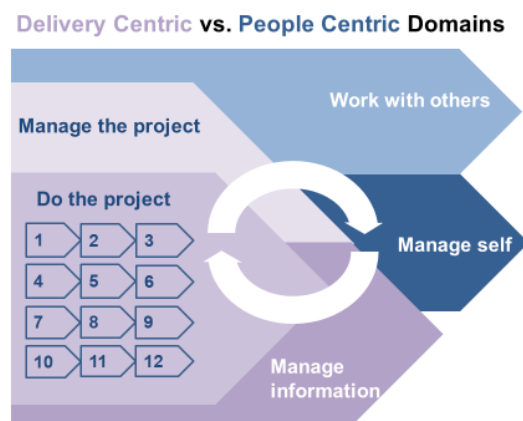 Delivery Centric vs. People Centric Domains
Work with others
Manage the project
Do the project
1 2 3
Manage self
4 5 6
7 8 9
10 11 12
Manage
information